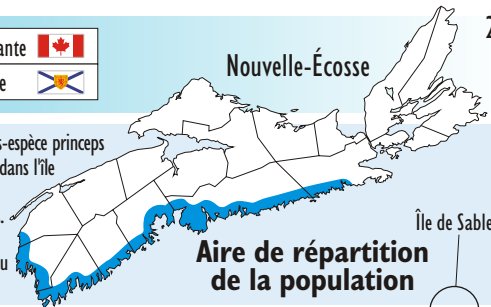 ante
e
Nouvelle-Écosse
2
s-espèce princeps
dans l'île
.
u
Île de Sable
Aire de répartition
de la population